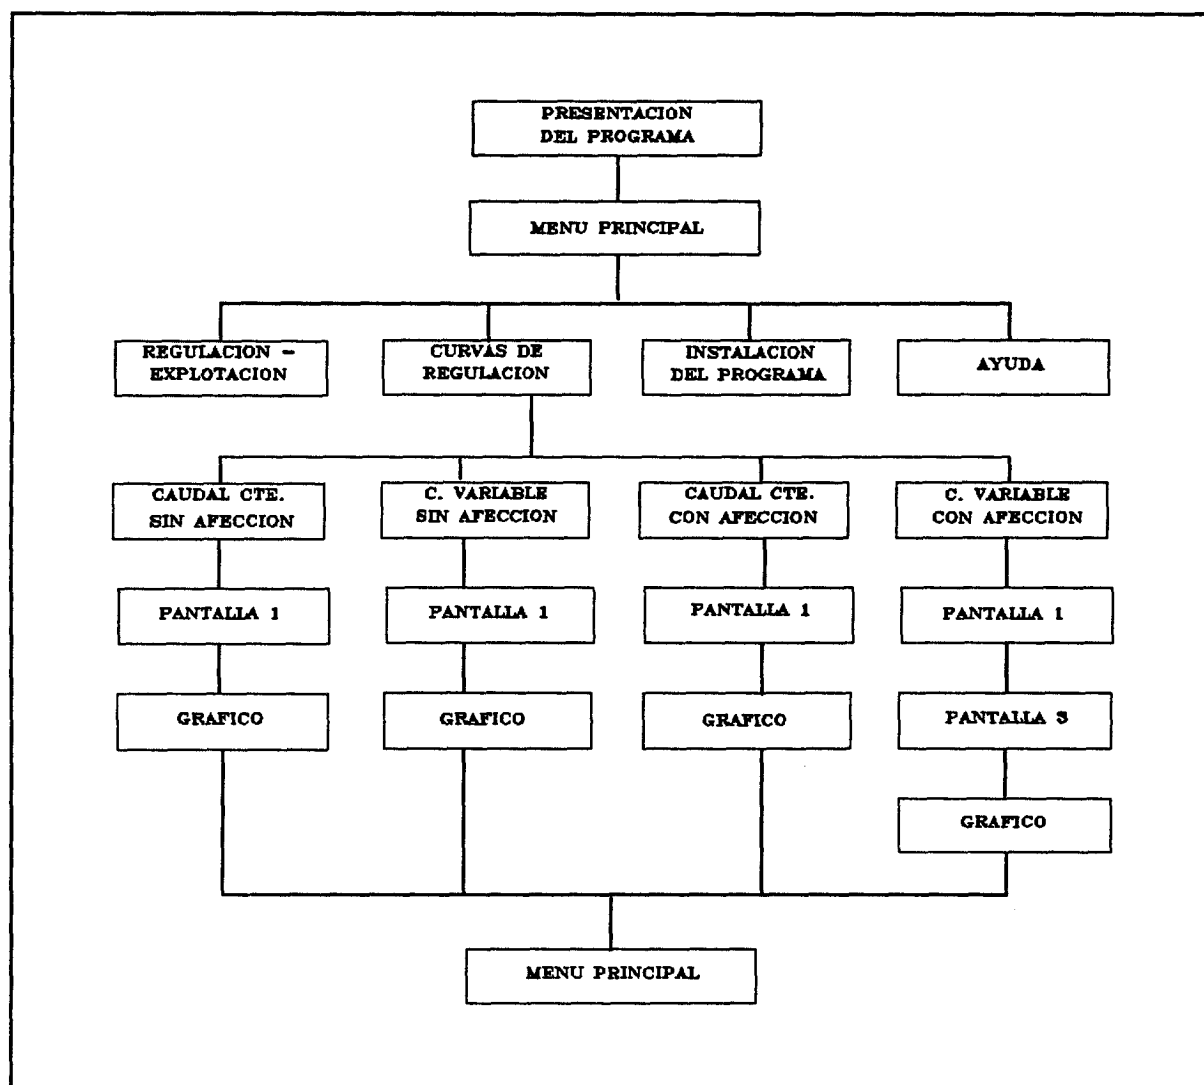 PRESENTACION
DEL PROGRAMA
MENU PRINCIPAL
REGULACION -
EXPLOTACION
CURVAS DE
REGULACION
INSTALACION
DEL PROGRAMA
AYUDA
CAUDAL CTE.
SIN AFECCION
C. VARIABLE
SIN AFECCION
CAUDAL CTE.
CON AFECCION
C. VARIABLE
CON AFECCION
PANTALLA 1
PANTALLA 1
PANTALLA 1
PANTALLA 1
GRAFICO
GRAFICO
GRAFICO
PANTALLA 3
GRAFICO
MENU PRINCIPAL